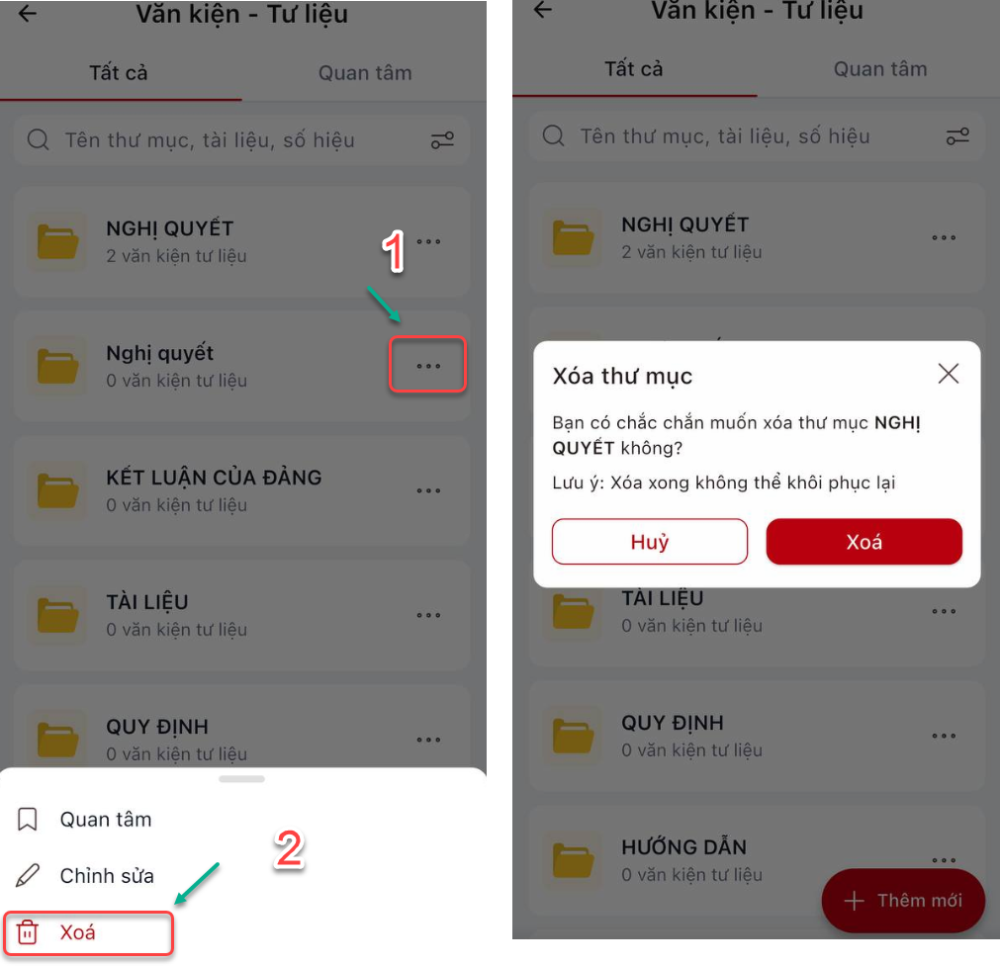 Văn kiện - Tư liệu
Tất cả
Quan tâm
Tên thư mục, tài liệu, số hiệu
NGHỊ QUYẾT
2 văn kiện tư liệu
1
Nghị quyết
0 văn kiện tư liệu
KẾT LUẬN CỦA ĐẢNG
0 văn kiện tư liệu
TÀI LIỆU
0 văn kiện tư liệu
QUY ĐỊNH
0 văn kiện tư liệu
Quan tâm
2
Chỉnh sửa
Xoá
Văn kiện - Tư liệu
Tất cả
Quan tâm
Tên thư mục, tài liệu, số hiệu
NGHỊ QUYẾT
2 văn kiện tư liệu
Xóa thư mục
Bạn có chắc chắn muốn xóa thư mục NGHỊ
QUYẾT không?
Lưu ý: Xóa xong không thể khôi phục lại
Huỷ
Xoá
TÀI LIỆU
0 văn kiện tư liệu
QUY ĐỊNH
0 văn kiện tư liệu
HƯỚNG DẪN
0 văn kiện tư liệu
Thêm mới